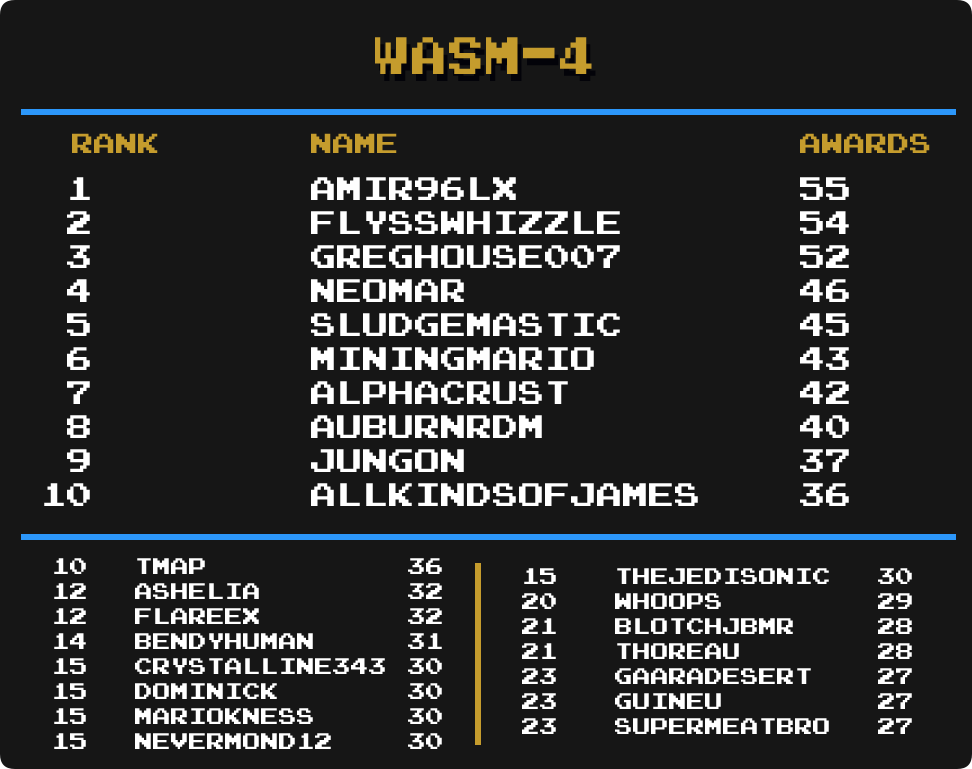 WASM-4
RANK NAME AWARDS
1 AMIR96LX 55
2 FLYSSWHIZZLE 54
3 GREGHOUSE007 52
4 NEOMAR 46
5 SLUDGEMASTIC 45
6 MININGMARIO 43
7 ALPHACRUST 42
8 AUBURNRDM 40
9 JUNGON 37
10 ALLKINDSOFJAMES 36
10 TMAP 36
12 ASHELIA 32
12 FLAREEX 32
14 BENDYHUMAN 31
15 CRYSTALLINE343 30
15 DOMINICK 30
15 MARIOKNESS 30
15 NEVERMOND12 30
15 THEJEDISONIC 30
20 WHOOPS 29
21 BLOTCHJBMR 28
21 THOREAU 28
23 GAARADESERT 27
23 GUINEU 27
23 SUPERMEATBRO 27